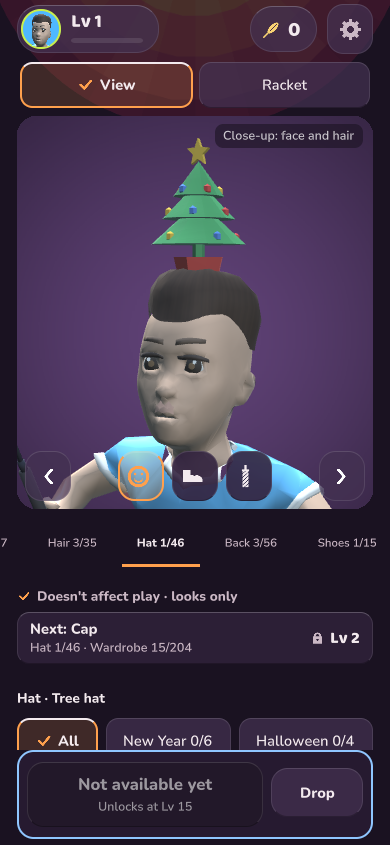 Lv 1
0
View
Racket
Close-up: face and hair
7
Hair 3/35
Hat 1/46
Back 3/56
Shoes 1/15
Doesn't affect play · looks only
Next: Cap
Hat 1/46 · Wardrobe 15/204
Lv 2
Hat · Tree hat
All
New Year 0/6
Halloween 0/4
Not available yet
Unlocks at Lv 15
Drop